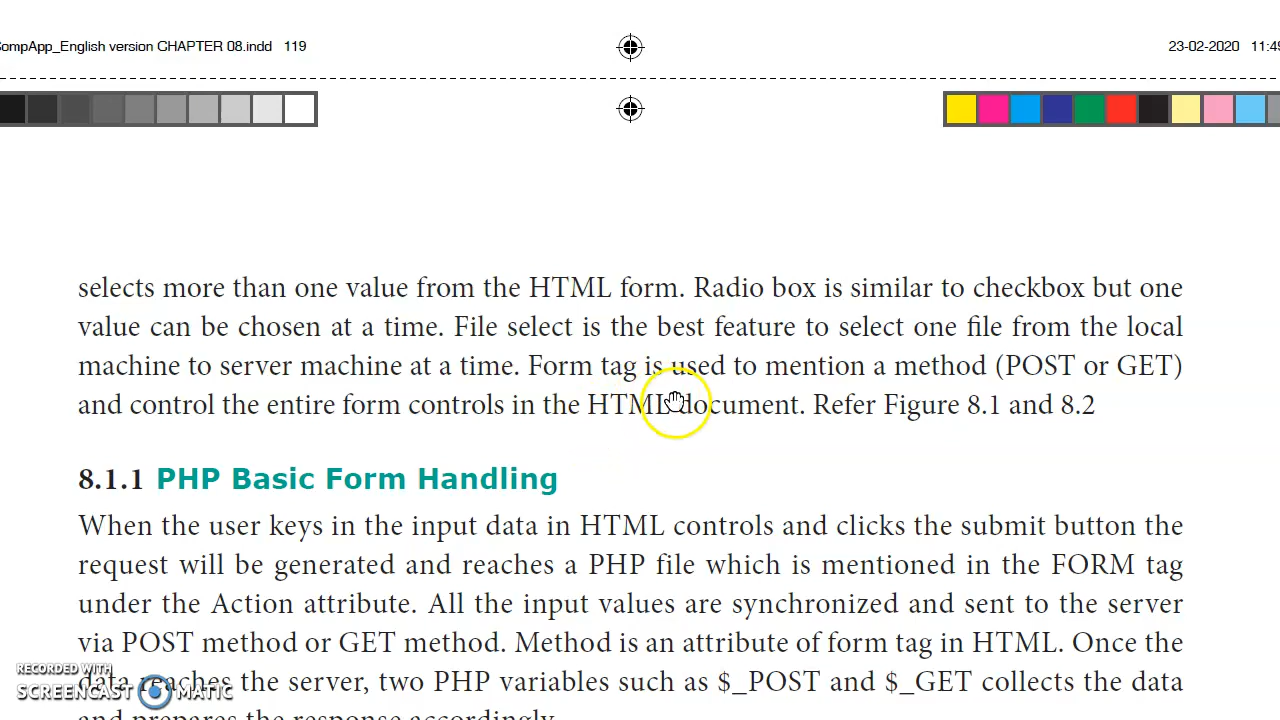 CompApp_English version CHAPTER 08.indd 119
23-02-2020 11:49
selects more than one value from the HTML form. Radio box is similar to checkbox but one
value can be chosen at a time. File select is the best feature to select one file from the local
machine to server machine at a time. Form tag is used to mention a method (POST or GET)
and control the entire form controls in the HTML document. Refer Figure 8.1 and 8.2
8.1.1 PHP Basic Form Handling
When the user keys in the input data in HTML controls and clicks the submit button the
request will be generated and reaches a PHP file which is mentioned in the FORM tag
under the Action attribute. All the input values are synchronized and sent to the server
via POST method or GET method. Method is an attribute of form tag in HTML. Once the
data reaches the server, two PHP variables such as $_POST and $_GET collects the data
and prepares the response accordingly.
RECORDED WITH
SCREENCAST MATIC